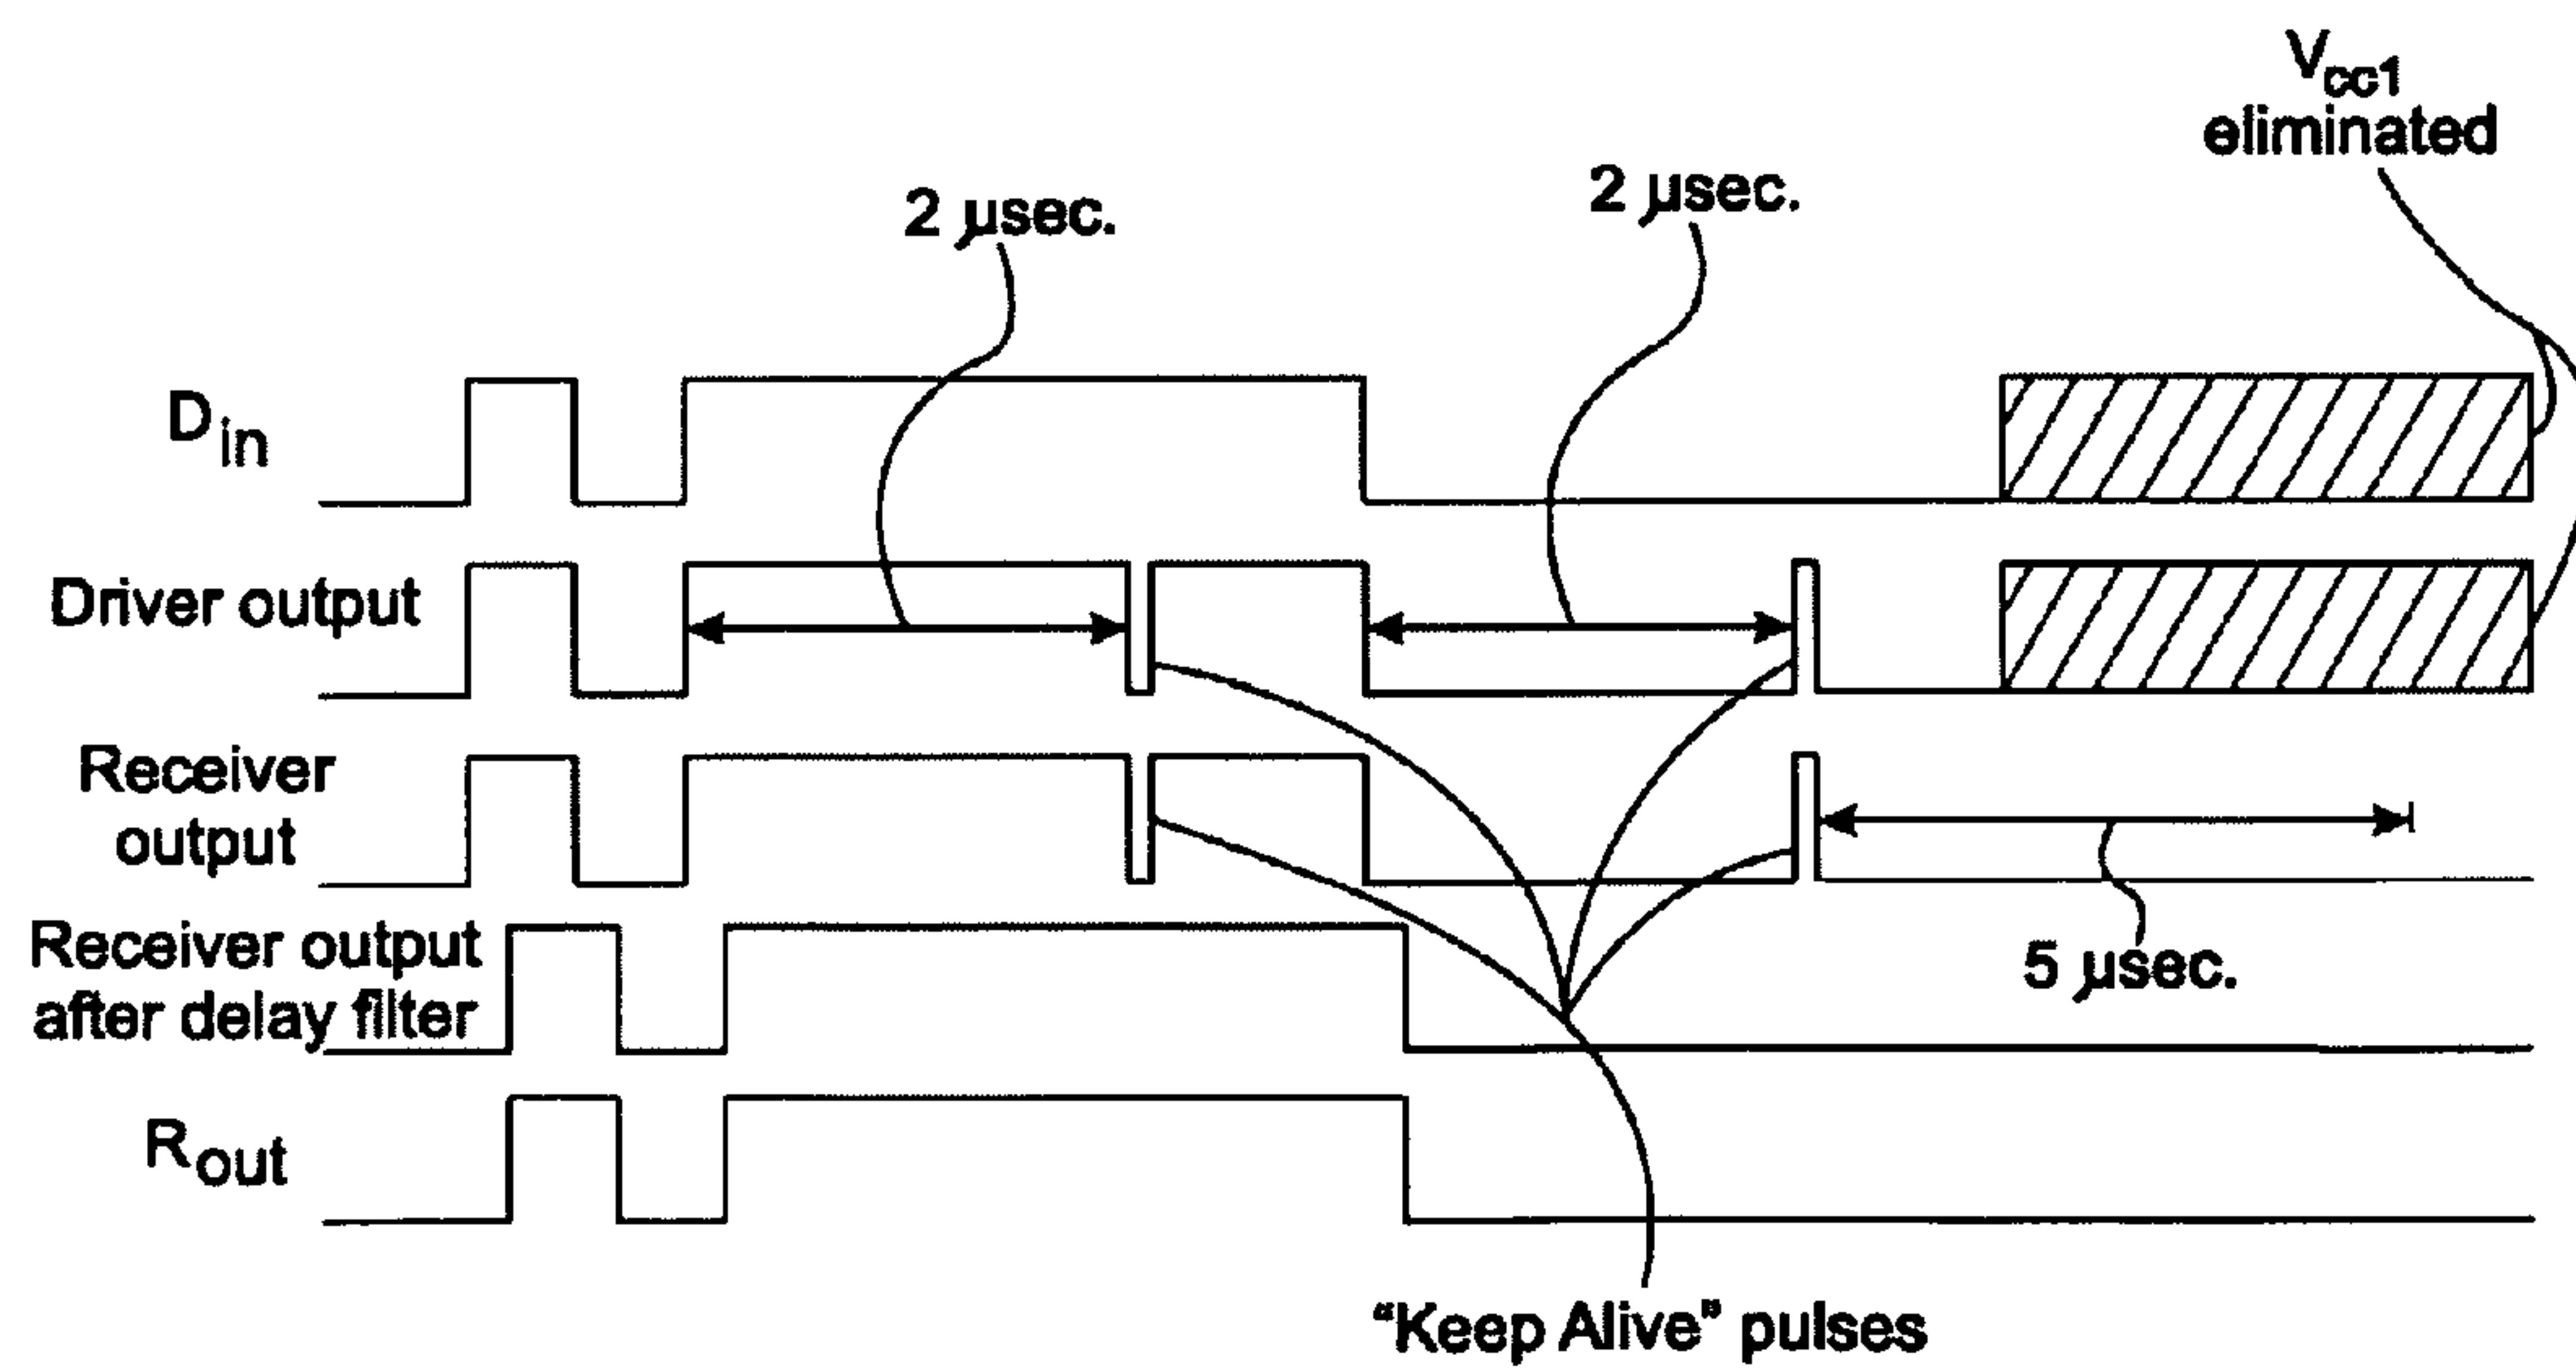 Vcc1
eliminated
2 µsec.
2 µsec.
Din
Driver output
Receiver
output
5 µsec.
Receiver output
after delay filter
Rout
“Keep Alive” pulses